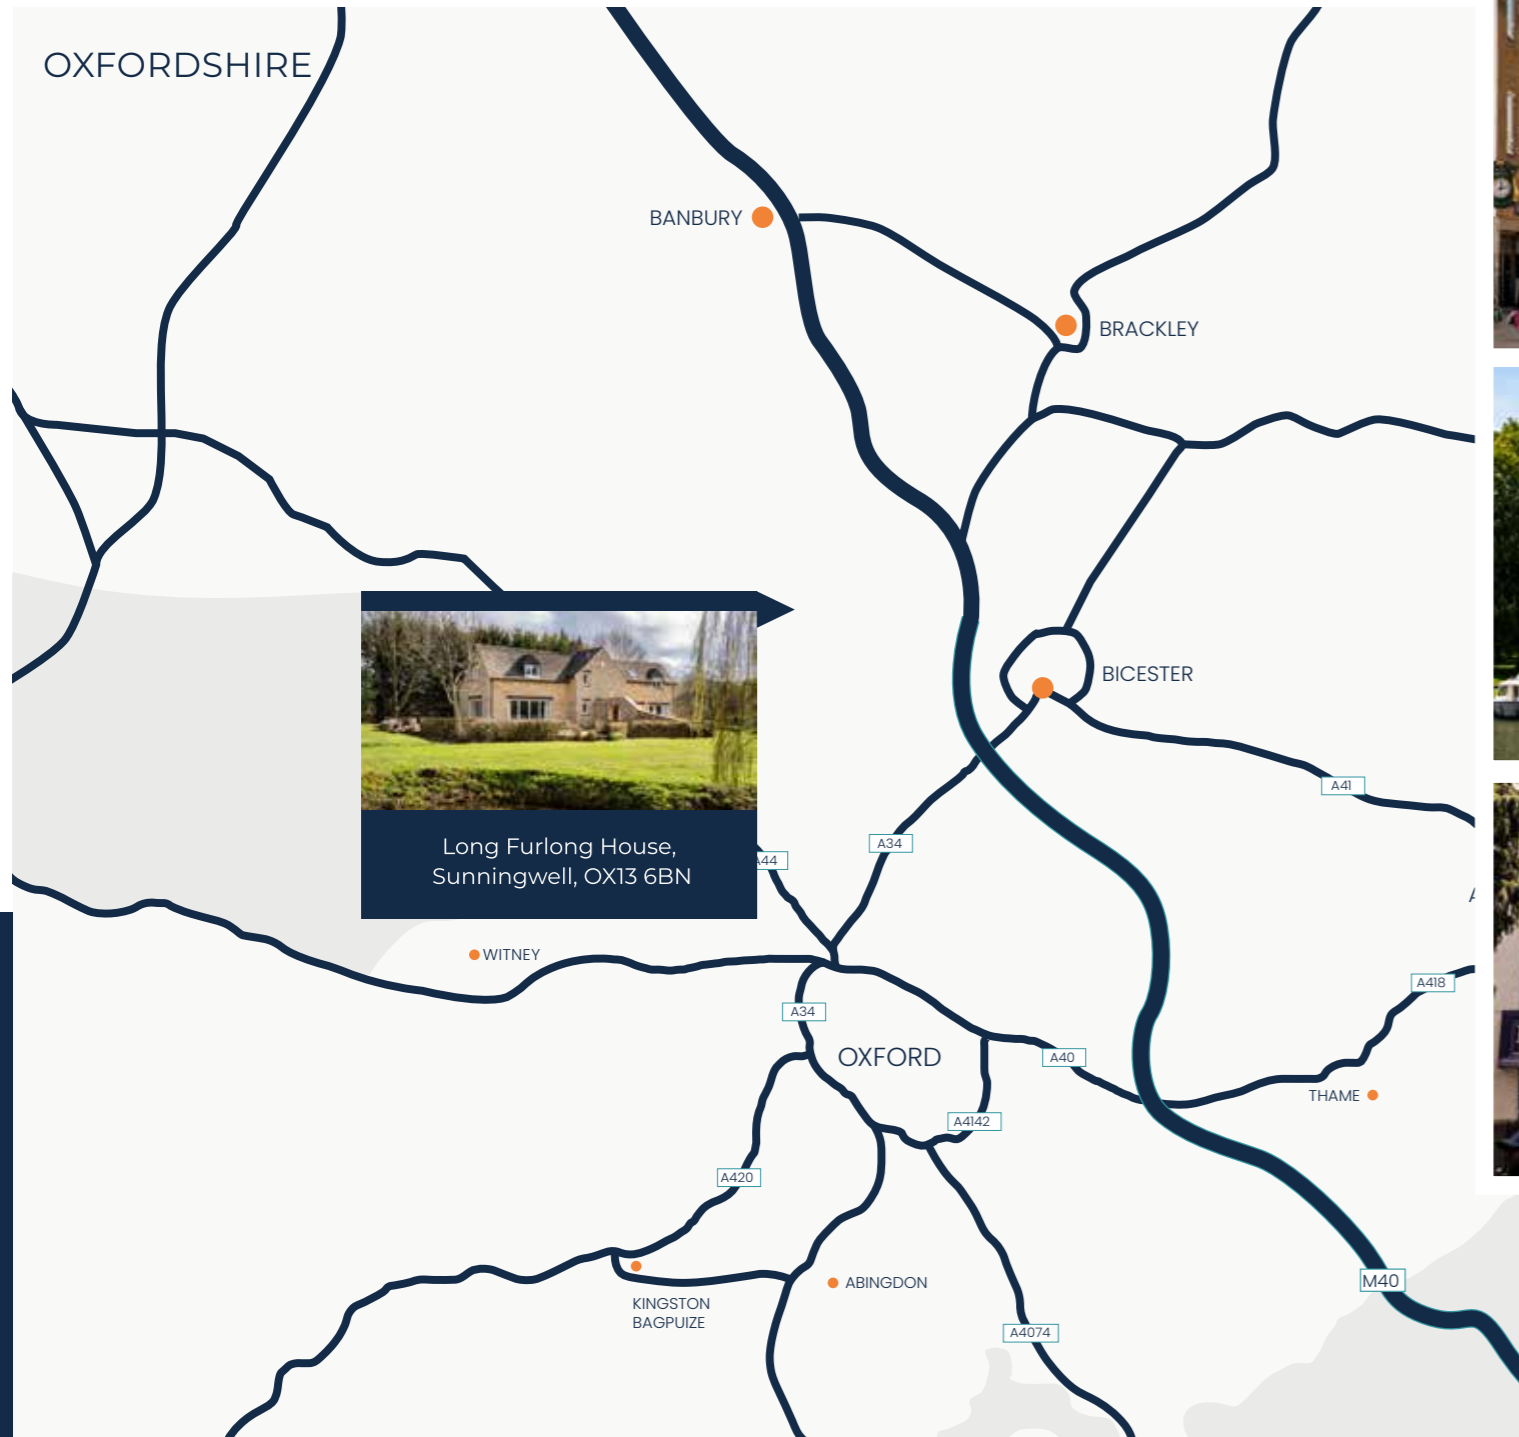 OXFORDSHIRE
BANBURY
BRACKLEY
BICESTER
A41
Long Furlong House,
Sunningwell, OX13 6BN
A44
A34
WITNEY
A418
A34
OXFORD
A40
THAME
A4142
A420
KINGSTON
BAGPUIZE
ABINGDON
M40
A4074